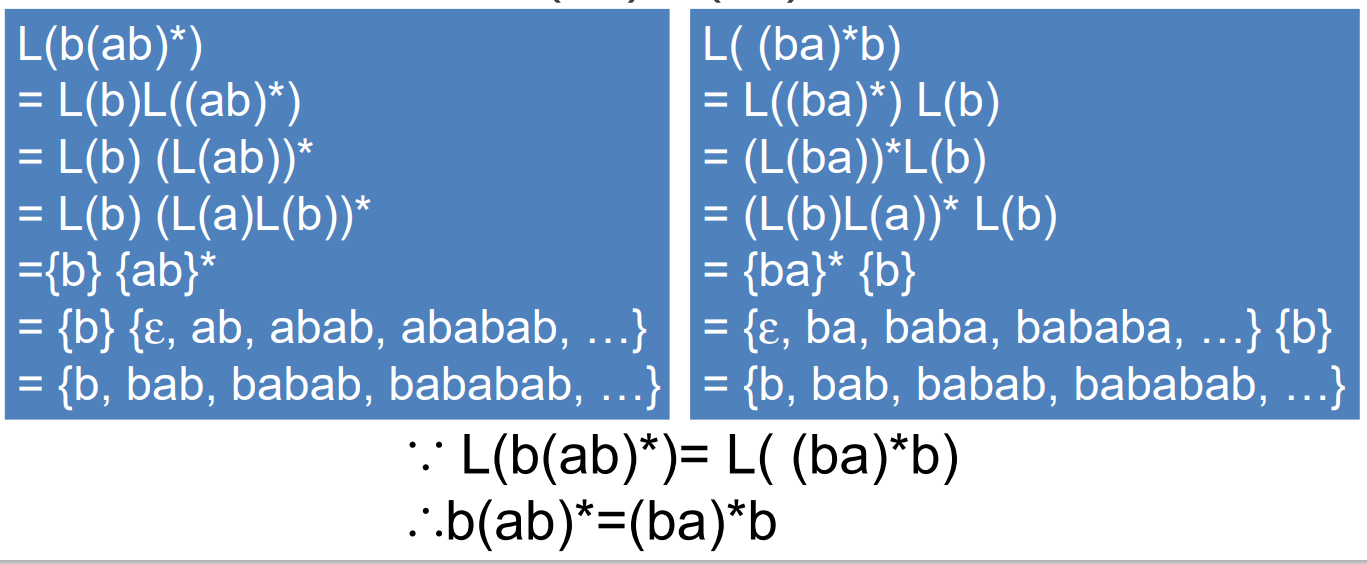 L(b(ab)*)
= L(b)L((ab)*)
= L(b) (L(ab))*
= L(b) (L(a)L(b))*
={b} {ab}*
= {b} {ε, ab, abab, ababab, …}
= {b, bab, babab, bababab, …}
L( (ba)*b)
= L((ba)*) L(b)
= (L(ba))*L(b)
= (L(b)L(a))* L(b)
= {ba}* {b}
= {ε, ba, baba, bababa, …} {b}
= {b, bab, babab, bababab, …}
∵ L(b(ab)*)= L( (ba)*b)
∴b(ab)*=(ba)*b